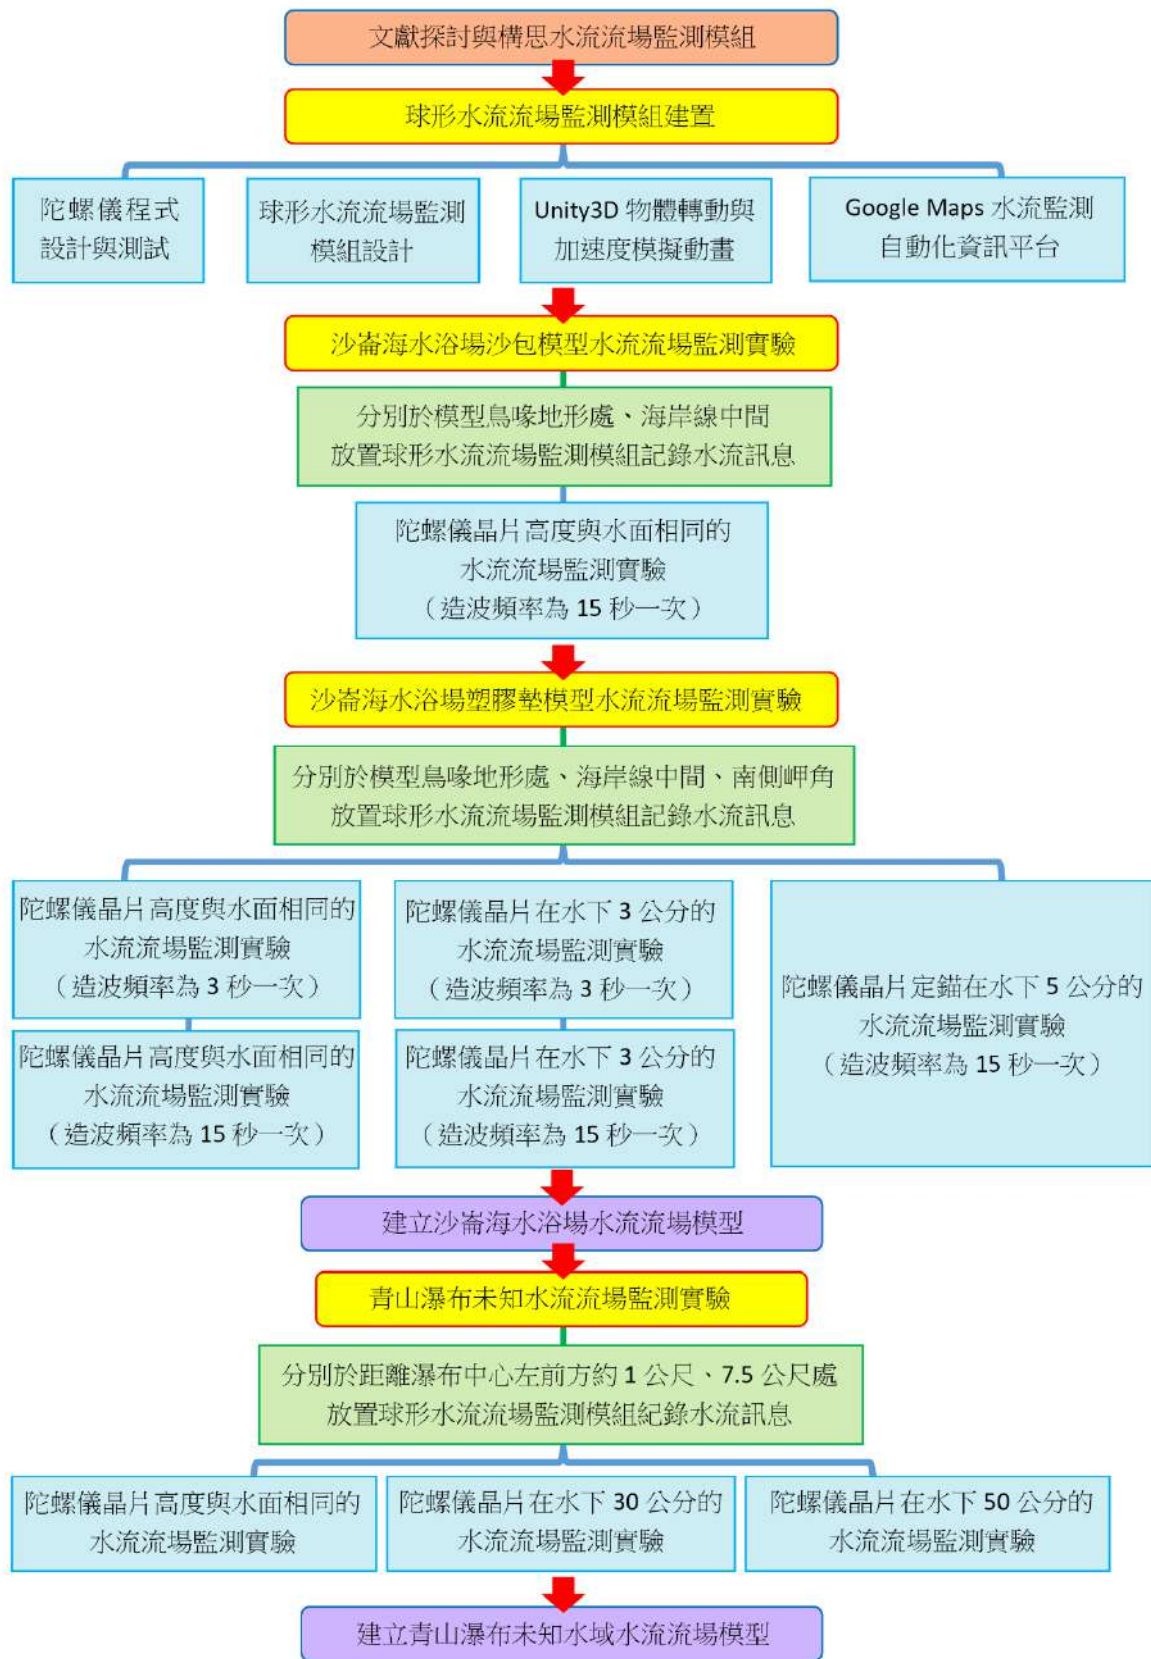 文獻探討與構思水流流場監測模組
球形水流流場監測模組建置
陀螺儀程式
設計與測試
球形水流流場監測
模組設計
Unity3D 物體轉動與
加速度模擬動畫
Google Maps 水流監測
自動化資訊平台
沙崙海水浴場沙包模型水流流場監測實驗
分別於模型鳥喙地形處、海岸線中間
放置球形水流流場監測模組記錄水流訊息
陀螺儀晶片高度與水面相同的
水流流場監測實驗
（造波頻率為 15 秒一次）
沙崙海水浴場塑膠墊模型水流流場監測實驗
分別於模型鳥喙地形處、海岸線中間、南側岬角
放置球形水流流場監測模組記錄水流訊息
陀螺儀晶片高度與水面相同的
水流流場監測實驗
（造波頻率為 3 秒一次）
陀螺儀晶片高度與水面相同的
水流流場監測實驗
（造波頻率為 15 秒一次）
陀螺儀晶片在水下 3 公分的
水流流場監測實驗
（造波頻率為 3 秒一次）
陀螺儀晶片在水下 3 公分的
水流流場監測實驗
（造波頻率為 15 秒一次）
陀螺儀晶片定錨在水下 5 公分的
水流流場監測實驗
（造波頻率為 15 秒一次）
建立沙崙海水浴場水流流場模型
青山瀑布未知水流流場監測實驗
分別於距離瀑布中心左前方約 1 公尺、7.5 公尺處
放置球形水流流場監測模組紀錄水流訊息
陀螺儀晶片高度與水面相同的
水流流場監測實驗
陀螺儀晶片在水下 30 公分的
水流流場監測實驗
陀螺儀晶片在水下 50 公分的
水流流場監測實驗
建立青山瀑布未知水域水流流場模型